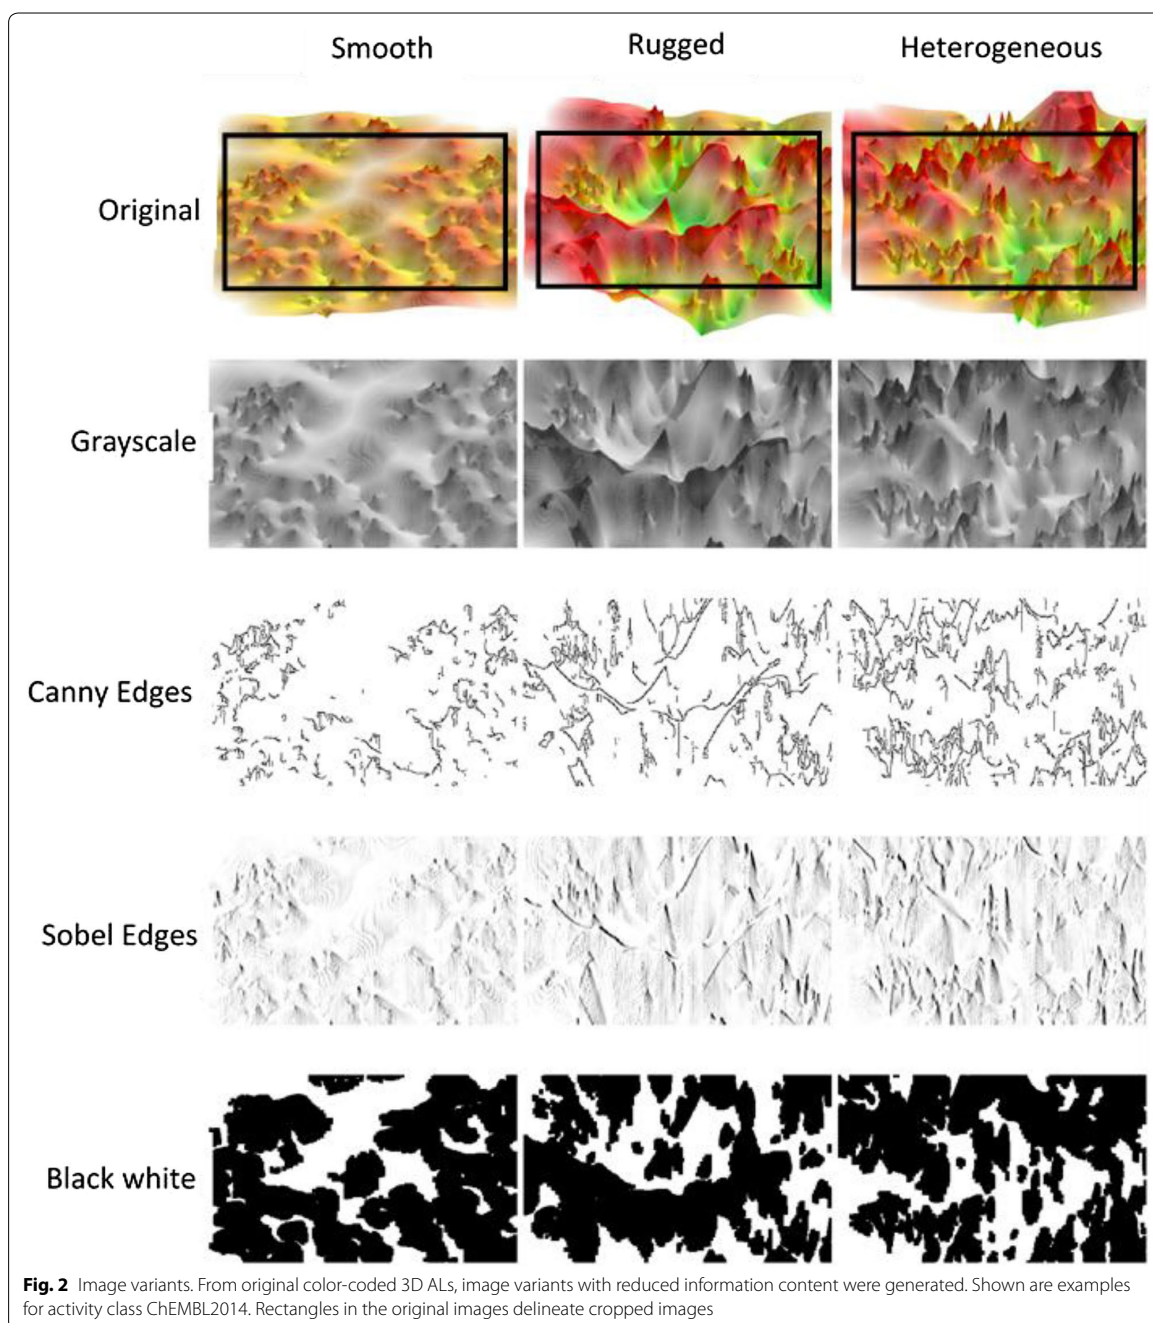 Smooth Rugged Heterogeneous
Original
Grayscale
Canny Edges
Sobel Edges
Black white
Fig. 2 Image variants. From original color-coded 3D ALs, image variants with reduced information content were generated. Shown are examples
for activity class ChEMBL2014. Rectangles in the original images delineate cropped images